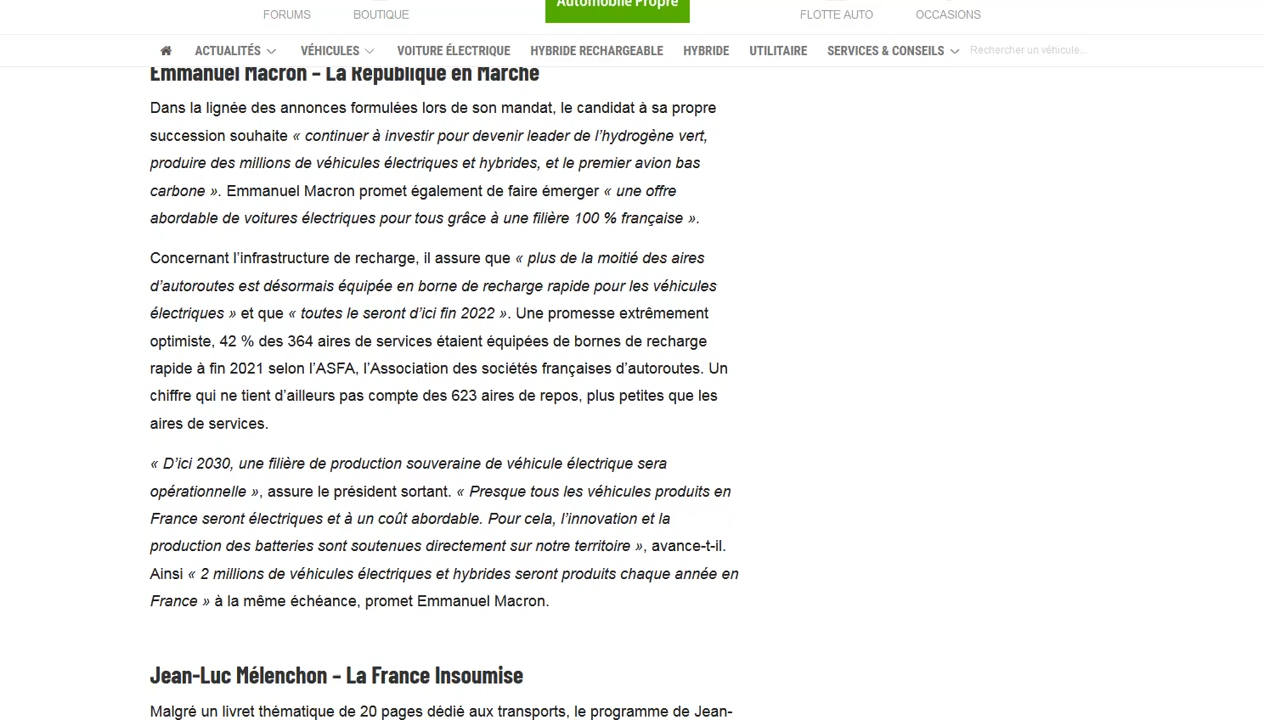 FORUMS
BOUTIQUE
Automobile Propre
FLOTTE AUTO
OCCASIONS
ACTUALITÉS
VÉHICULES
VOITURE ÉLECTRIQUE
HYBRIDE RECHARGEABLE
HYBRIDE
UTILITAIRE
SERVICES & CONSEILS
Rechercher un véhicule...
Emmanuel Macron – La République en Marche
Dans la lignée des annonces formulées lors de son mandat, le candidat à sa propre
succession souhaite « continuer à investir pour devenir leader de l’hydrogène vert,
produire des millions de véhicules électriques et hybrides, et le premier avion bas
carbone ». Emmanuel Macron promet également de faire émerger « une offre
abordable de voitures électriques pour tous grâce à une filière 100 % française ».
Concernant l’infrastructure de recharge, il assure que « plus de la moitié des aires
d’autoroutes est désormais équipée en borne de recharge rapide pour les véhicules
électriques » et que « toutes le seront d’ici fin 2022 ». Une promesse extrêmement
optimiste, 42 % des 364 aires de services étaient équipées de bornes de recharge
rapide à fin 2021 selon l’ASFA, l’Association des sociétés françaises d’autoroutes. Un
chiffre qui ne tient d’ailleurs pas compte des 623 aires de repos, plus petites que les
aires de services.
« D’ici 2030, une filière de production souveraine de véhicule électrique sera
opérationnelle », assure le président sortant. « Presque tous les véhicules produits en
France seront électriques et à un coût abordable. Pour cela, l’innovation et la
production des batteries sont soutenues directement sur notre territoire », avance-t-il.
Ainsi « 2 millions de véhicules électriques et hybrides seront produits chaque année en
France » à la même échéance, promet Emmanuel Macron.
Jean-Luc Mélenchon – La France Insoumise
Malgré un livret thématique de 20 pages dédié aux transports, le programme de Jean-